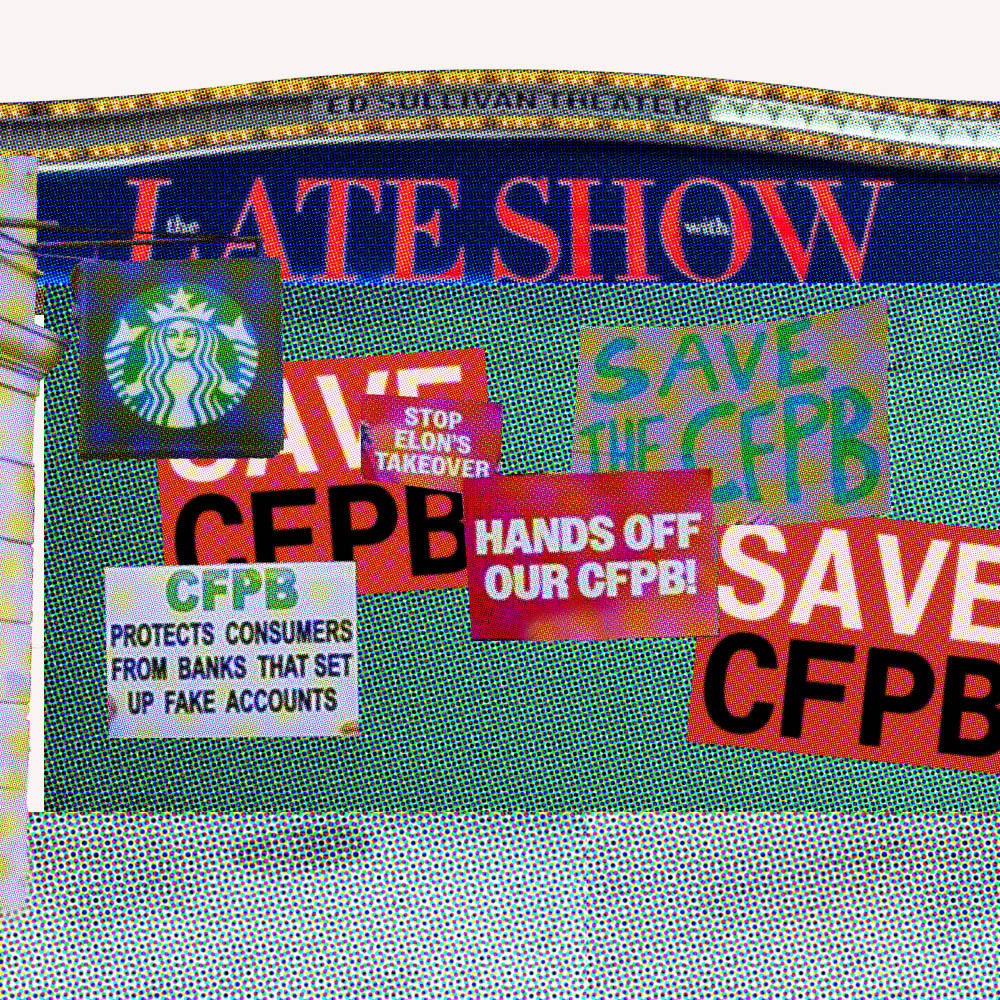 ED SULLIVAN THEATER
the LATE SHOW with
SAVE
CFPB
STOP
ELON'S
TAKEOVER
SAVE
THE CFPB
HANDS OFF
OUR CFPB!
SAVE
CFPB
CFPB
PROTECTS CONSUMERS
FROM BANKS THAT SET
UP FAKE ACCOUNTS